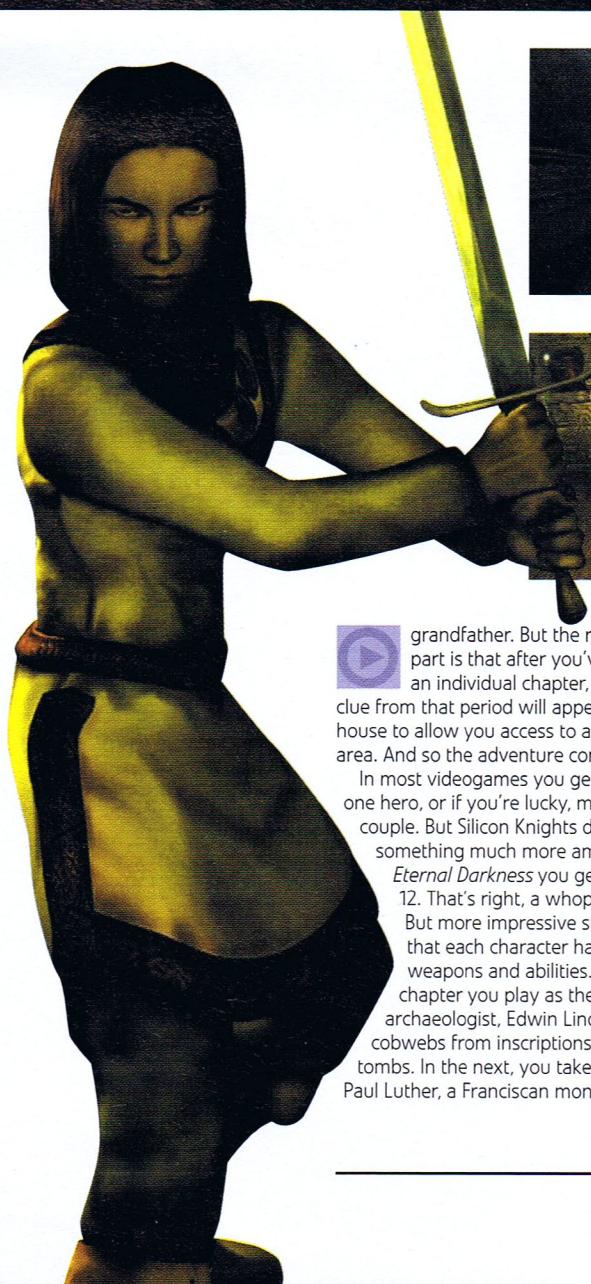 grandfather. But the
part is that after you'v
an individual chapter,
clue from that period will appe
house to allow you access to a
area. And so the adventure con
In most videogames you ge
one hero, or if you're lucky, m
couple. But Silicon Knights d
something much more am
Eternal Darkness you ge
12. That's right, a whop
But more impressive s
that each character ha
weapons and abilities.
chapter you play as the
archaeologist, Edwin Lind
cobwebs from inscriptions
tombs. In the next, you take
Paul Luther, a Franciscan mon